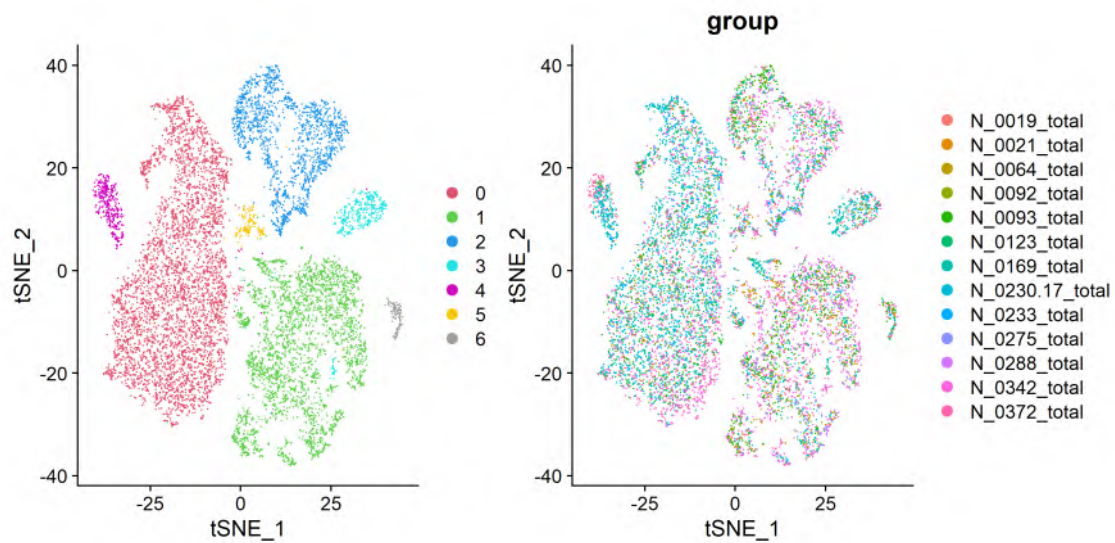 group
40
20
0
-20
-40
tSNE_2
-25
0
25
tSNE_1
0
1
2
3
4
5
6
40
20
0
-20
-40
tSNE_2
-25
0
25
tSNE_1
N_0019_total
N_0021_total
N_0064_total
N_0092_total
N_0093_total
N_0123_total
N_0169_total
N_0230.17_total
N_0233_total
N_0275_total
N_0288_total
N_0342_total
N_0372_total